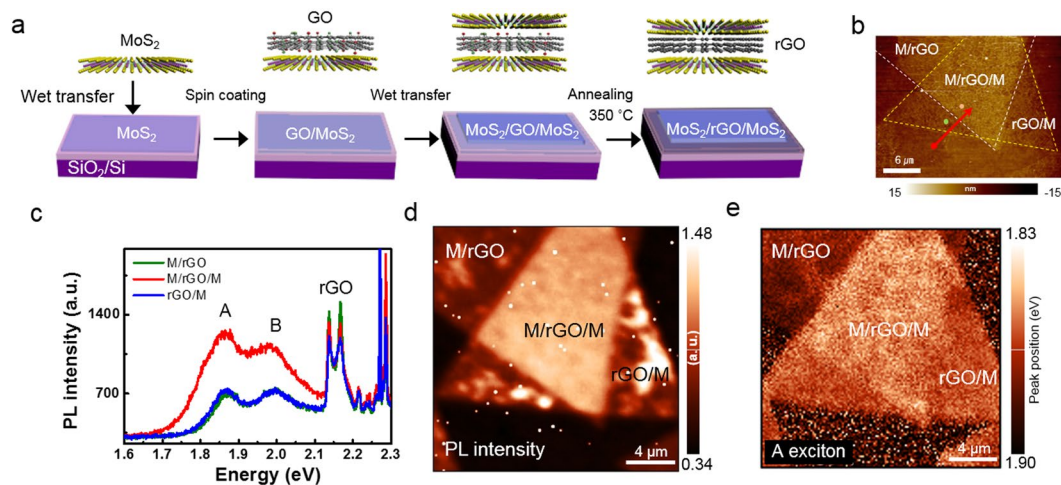 a
MoS2
GO
rGO
Wet transfer
Spin coating
Wet transfer
Annealing
350 °C
MoS2
GO/MoS2
MoS2/GO/MoS2
MoS2/rGO/MoS2
SiO2/Si
b
M/rGO
M/rGO/M
rGO/M
6 μm
15
nm
-15
c
M/rGO
M/rGO/M
rGO/M
A
B
rGO
1400
700
PL intensity (a.u.)
1.6
1.7
1.8
1.9
2.0
2.1
2.2
2.3
Energy (eV)
d
M/rGO
M/rGO/M
rGO/M
PL intensity
4 μm
1.48
(a. u.)
0.34
e
M/rGO
M/rGO/M
rGO/M
A exciton
4 μm
1.83
Peak position (eV)
1.90